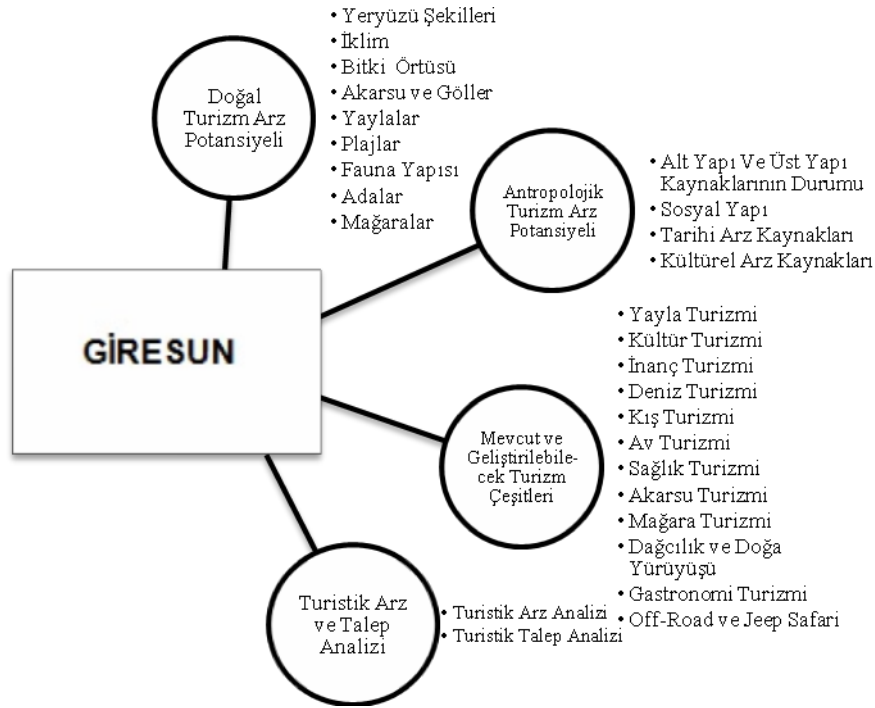 Doğal
Turizm Arz
Potansiyeli
• Yeryüzü Şekilleri
• İklim
• Bitki Örtüsü
• Akarsu ve Göller
• Yaylalar
• Plajlar
• Fauna Yapısı
• Adalar
• Mağaralar
Antropolojik
Turizm Arz
Potansiyeli
• Alt Yapı Ve Üst Yapı
Kaynaklarının Durumu
• Sosyal Yapı
• Tarihi Arz Kaynakları
• Kültürel Arz Kaynakları
GİRESUN
Mevcut ve
Geliştirilebile-
cek Turizm
Çeşitleri
• Yayla Turizmi
• Kültür Turizmi
• İnanç Turizmi
• Deniz Turizmi
• Kış Turizmi
• Av Turizmi
• Sağlık Turizmi
• Akarsu Turizmi
• Mağara Turizmi
• Dağcılık ve Doğa
Yürüyüşü
• Gastronomi Turizmi
• Off-Road ve Jeep Safari
Turistik Arz
ve Talep
Analizi
• Turistik Arz Analizi
• Turistik Talep Analizi